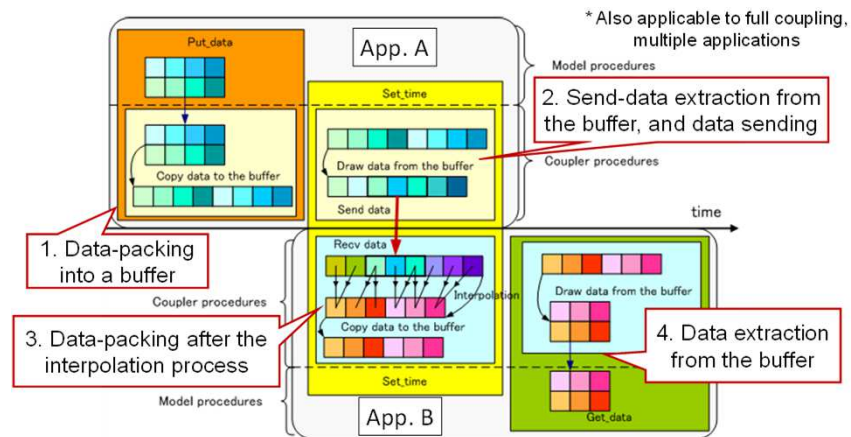 * Also applicable to full coupling,
multiple applications
App. A
Put_data
Model procedures
Set_time
2. Send-data extraction from
the buffer, and data sending
Draw data from the buffer
Coupler procedures
Copy data to the buffer
Send data
time
1. Data-packing
into a buffer
Recv data
Coupler procedures
Interpolation
Draw data from the buffer
Copy data to the buffer
3. Data-packing after the
interpolation process
4. Data extraction
from the buffer
Set_time
Model procedures
App. B
Get_data